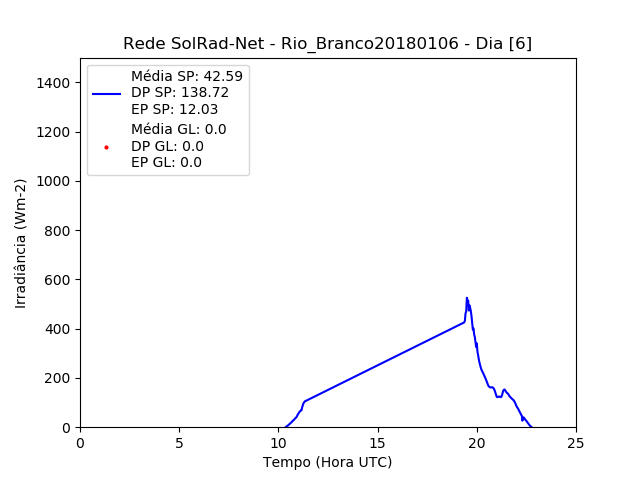 Rede SolRad-Net - Rio_Branco20180106 - Dia [6]
Média SP: 42.59
DP SP: 138.72
EP SP: 12.03
Média GL: 0.0
DP GL: 0.0
EP GL: 0.0
1400
1200
1000
800
600
400
200
0
Irradiância (Wm-2)
0 5 10 15 20 25
Tempo (Hora UTC)